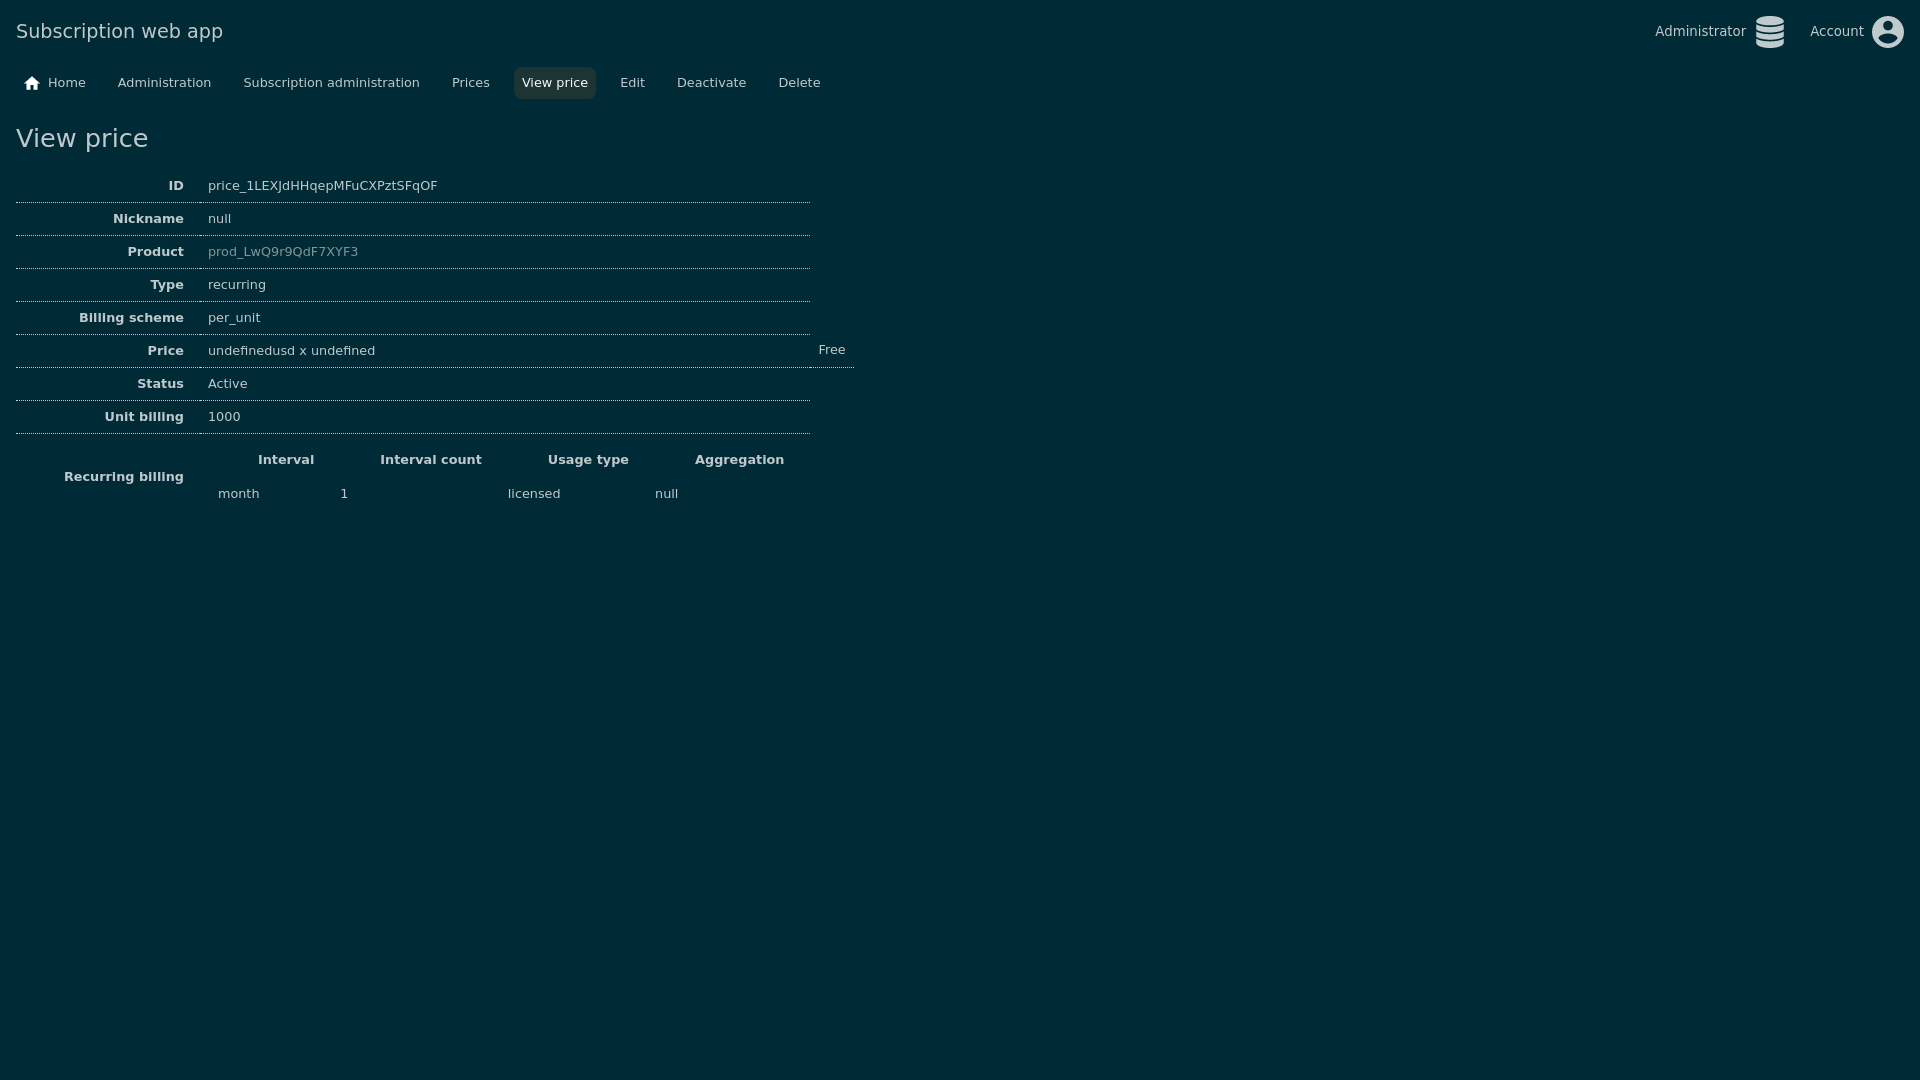 Subscription web app
Administrator
Account
Home Administration Subscription administration Prices View price Edit Deactivate Delete
View price
ID price_1LEXJdHHqepMFuCXPztSFqOF
Nickname null
Product prod_LwQ9r9QdF7XYF3
Type recurring
Billing scheme per_unit
Price undefinedusd x undefined Free
Status Active
Unit billing 1000
Recurring billing
Interval Interval count Usage type Aggregation
month 1 licensed null